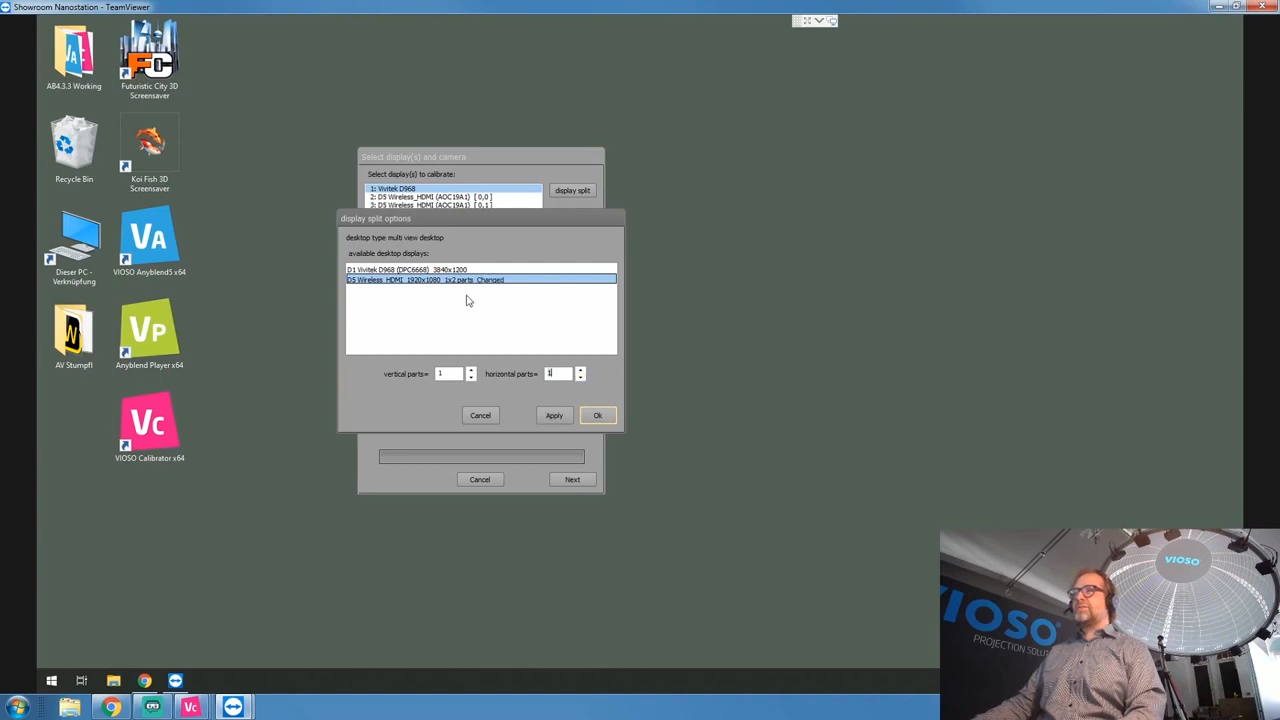 Showroom Nanostation - TeamViewer
AB4.3.3 Working
Futuristic City 3D
Screensaver
Recycle Bin
Koi Fish 3D
Screensaver
Dieser PC -
Verknüpfung
VIOSO Anyblend5 x64
AV Stumpfl
Anyblend Player x64
VIOSO Calibrator x64
Select display(s) and camera
Select display(s) to calibrate:
1: Vivitek D968
2: D5 Wireless_HDMI (AOC19A1) [ 0,0 ]
3: D5 Wireless_HDMI (AOC19A1) [ 0,1 ]
display split
display split options
desktop type multi view desktop
available desktop displays:
D1 Vivitek D968 (DPC6668) 3840x1200
D5 Wireless HDMI 1920x1080 1x2 parts Changed
vertical parts= 1 horizontal parts= 1
Cancel Apply Ok
Cancel Next
VIOSO
VIOSO
PROJECTION SOLU